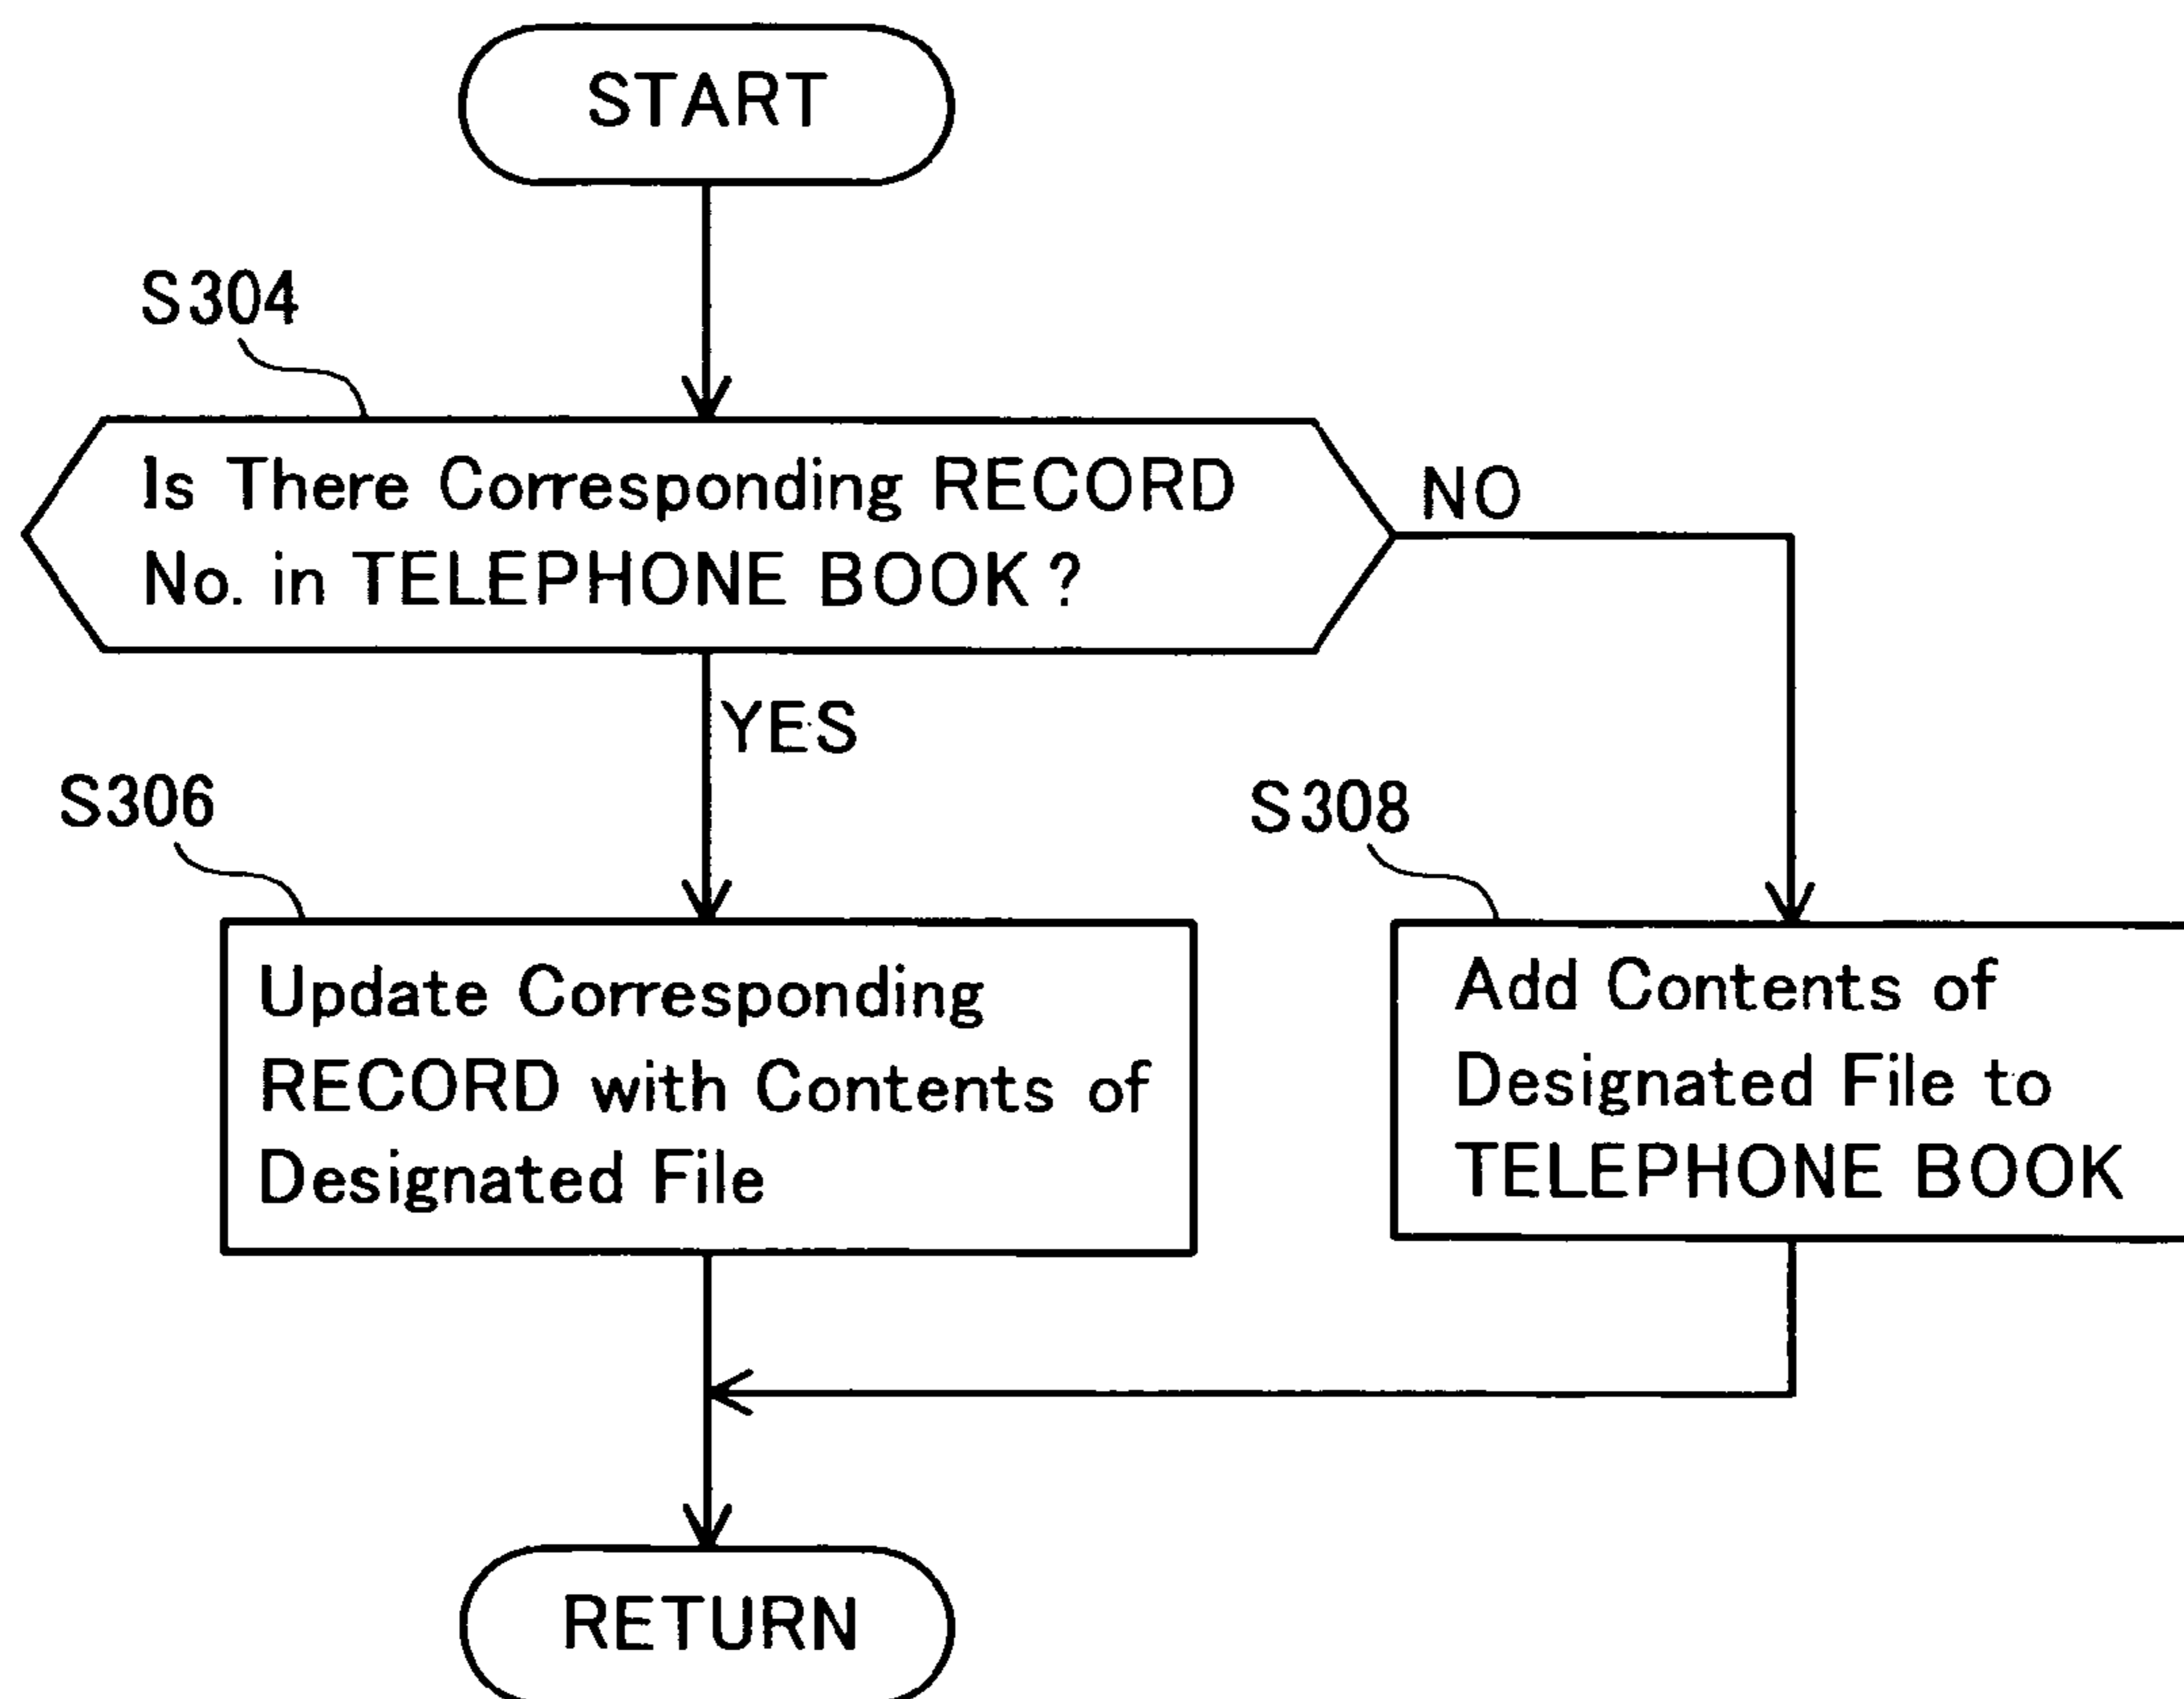 START
S304
Is There Corresponding RECORD
No. in TELEPHONE BOOK?
NO
YES
S306
S308
Update Corresponding
RECORD with Contents of
Designated File
Add Contents of
Designated File to
TELEPHONE BOOK
RETURN